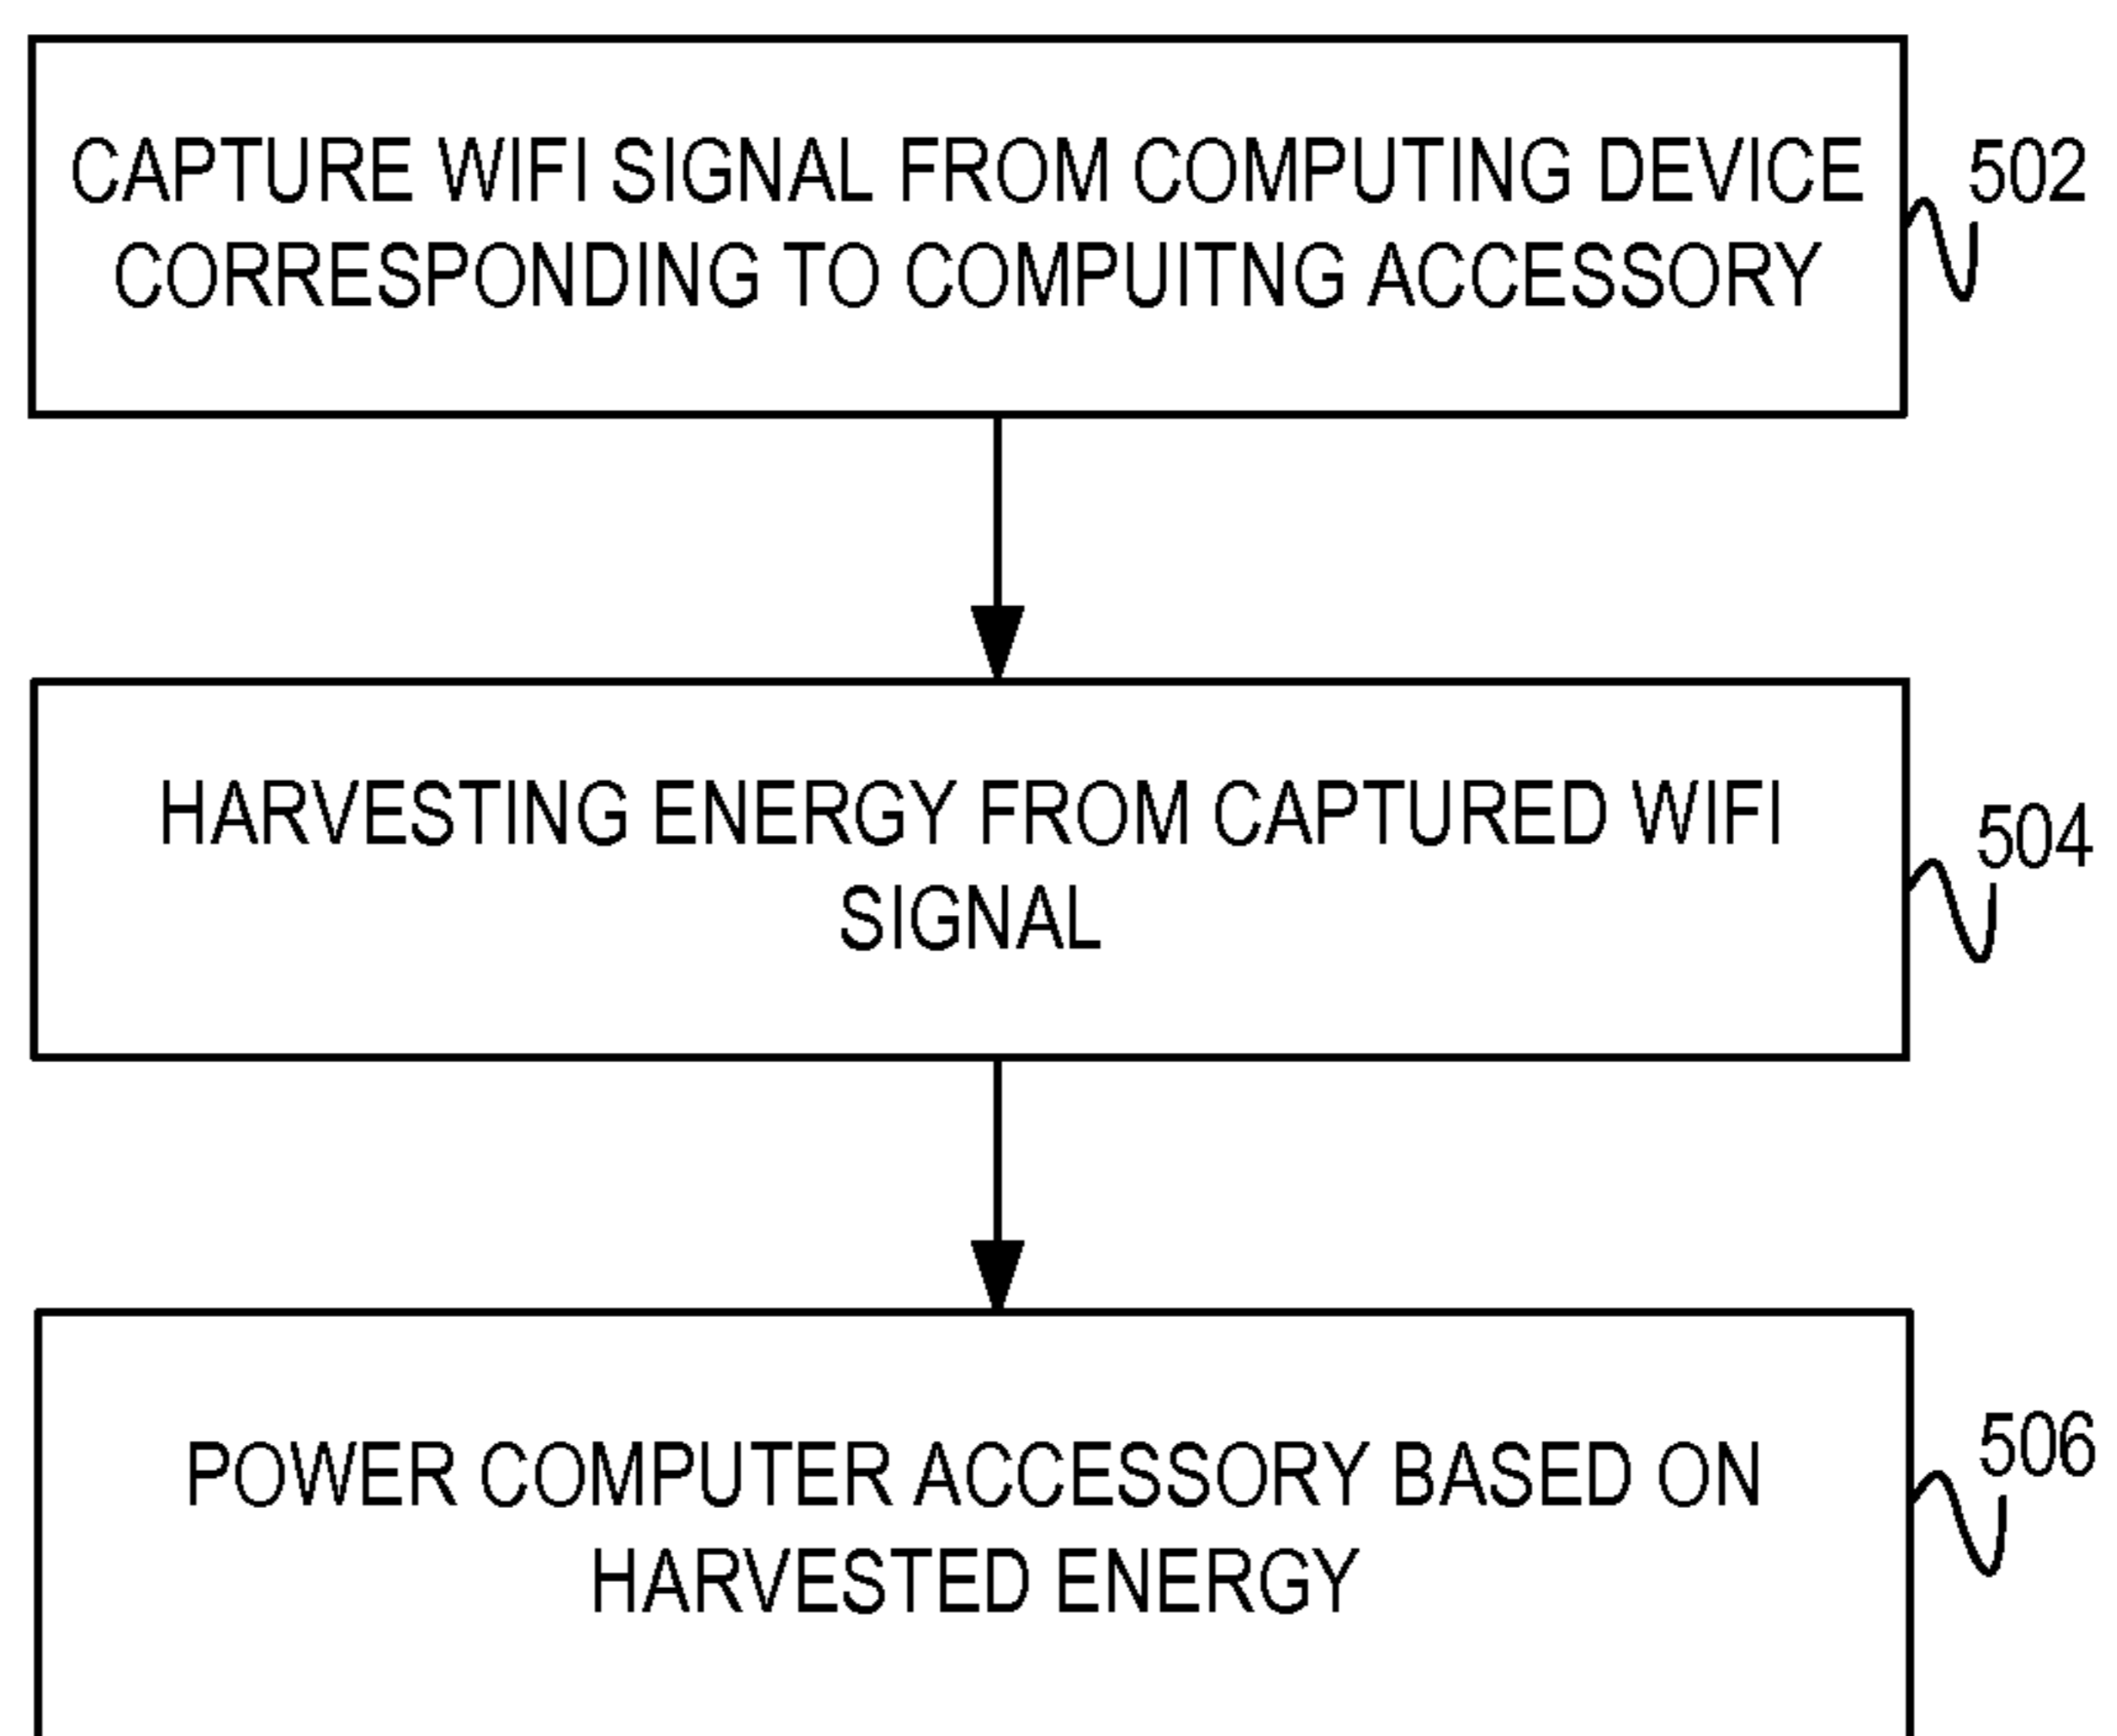 CAPTURE WIFI SIGNAL FROM COMPUTING DEVICE
CORRESPONDING TO COMPUITNG ACCESSORY
502
HARVESTING ENERGY FROM CAPTURED WIFI
SIGNAL
504
POWER COMPUTER ACCESSORY BASED ON
HARVESTED ENERGY
506